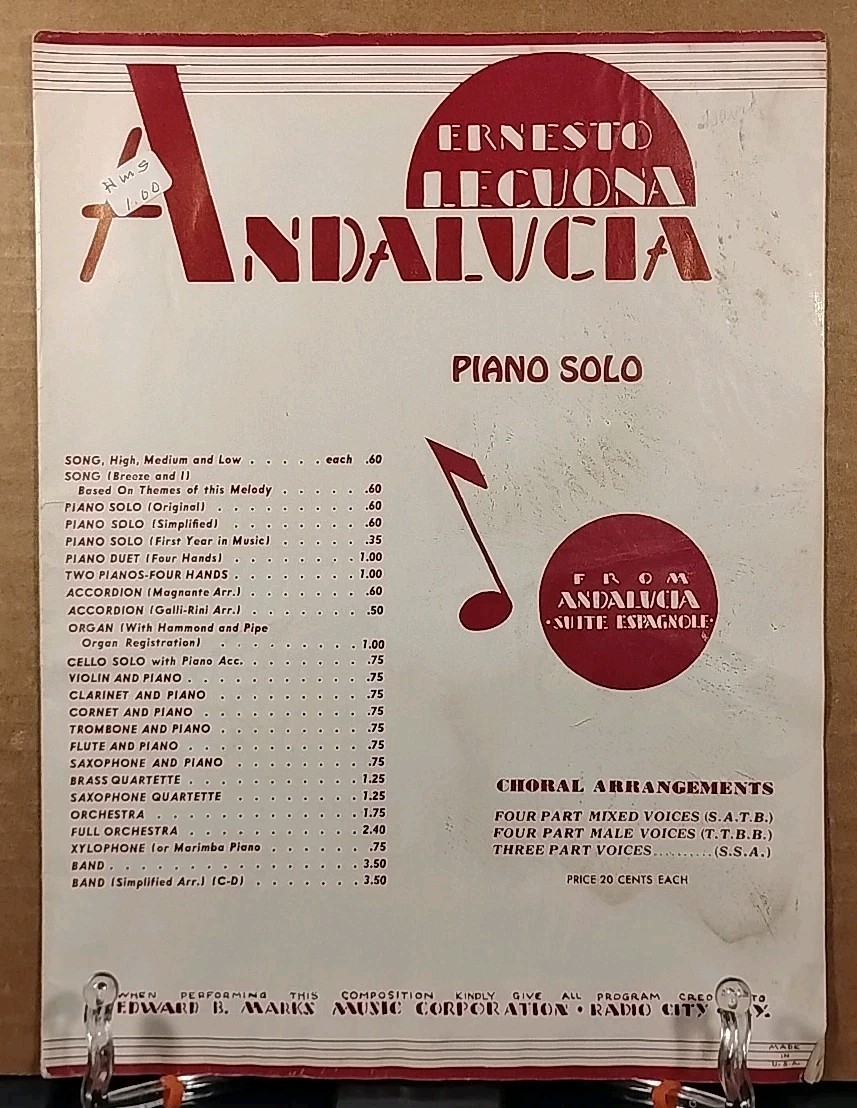 ERNESTO
LECUONA
ANDALUCIA
HMS
1.00
PIANO SOLO
SONG, High, Medium and Low . . . . . each .60
SONG (Breeze and I)
Based On Themes of this Melody . . . . . . .60
PIANO SOLO (Original) . . . . . . . . . .60
PIANO SOLO (Simplified) . . . . . . . . .60
PIANO SOLO (First Year in Music) . . . . . .35
PIANO DUET (Four Hands) . . . . . . . . 1.00
TWO PIANOS-FOUR HANDS . . . . . . . . 1.00
ACCORDION (Magnante Arr.) . . . . . . . .60
ACCORDION (Galli-Rini Arr.) . . . . . . . .50
ORGAN (With Hammond and Pipe
Organ Registration) . . . . . . . . . 1.00
CELLO SOLO with Piano Acc. . . . . . . . .75
VIOLIN AND PIANO . . . . . . . . . . . .75
CLARINET AND PIANO . . . . . . . . . .75
CORNET AND PIANO . . . . . . . . . . .75
TROMBONE AND PIANO . . . . . . . . . .75
FLUTE AND PIANO . . . . . . . . . . . .75
SAXOPHONE AND PIANO . . . . . . . . .75
BRASS QUARTETTE . . . . . . . . . . . 1.25
SAXOPHONE QUARTETTE . . . . . . . . 1.25
ORCHESTRA . . . . . . . . . . . . . 1.75
FULL ORCHESTRA . . . . . . . . . . . 2.40
XYLOPHONE (or Marimba Piano . . . . . . .75
BAND . . . . . . . . . . . . . . . . 3.50
BAND (Simplified Arr.) (C-D) . . . . . . . 3.50
FROM
ANDALUCIA
·SUITE ESPAGNOLE·
CHORAL ARRANGEMENTS
FOUR PART MIXED VOICES (S.A.T.B.)
FOUR PART MALE VOICES (T.T.B.B.)
THREE PART VOICES..........(S.S.A.)
PRICE 20 CENTS EACH
WHEN PERFORMING THIS COMPOSITION KINDLY GIVE ALL PROGRAM TO
EDWARD B. MARKS MUSIC CORPORATION • RADIO CITY
MADE
IN
U.S.A.